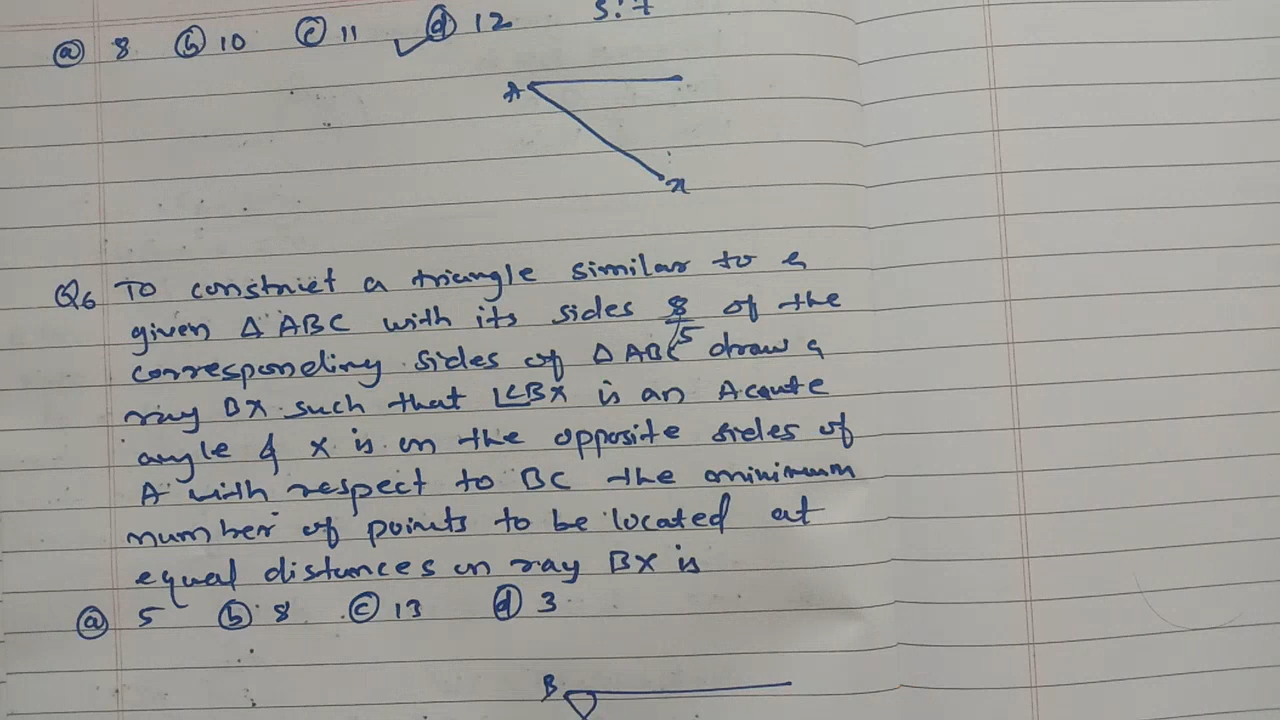 ⓐ 8 ⓑ 10 ⓒ 11 ✓ⓓ 12 5:7
A
x
Q6 To construct a triangle similar to a
given Δ ABC with its sides 8/5 of the
corresponding sides of Δ ABC draw a
ray BX such that ∠CBX is an Acaute
angle & x is on the opposite sides of
A with respect to BC the minimum
number of points to be located at
equal distances on ray BX is
ⓐ 5 ⓑ 8 ⓒ 13 ⓓ 3
B